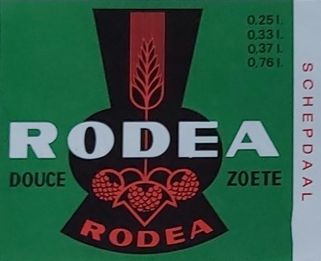 0,25 l.
0,33 l.
0,37 l.
0,76 l.
RODEA
DOUCE ZOETE
RODEA
SCHEPDAAL